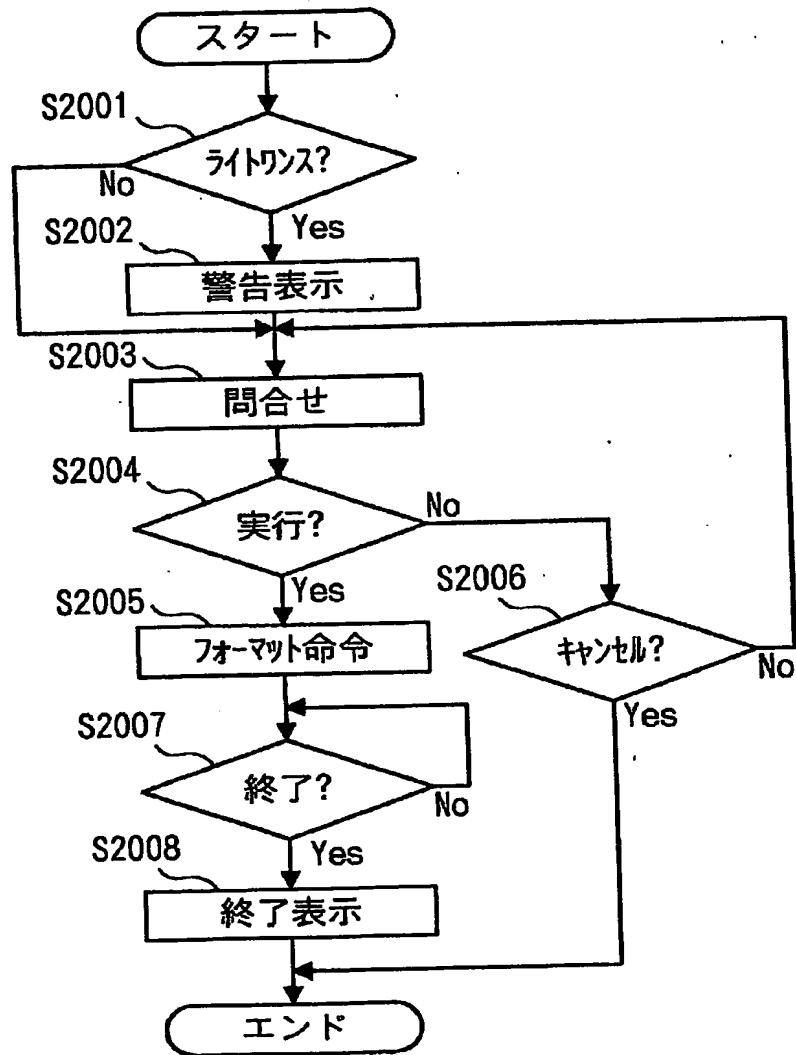 スタート
S2001
ライトワンス?
No
Yes
S2002
警告表示
S2003
問合せ
S2004
実行?
No
Yes
S2005
フォーマット命令
S2006
キャンセル?
No
Yes
S2007
終了?
No
Yes
S2008
終了表示
エンド